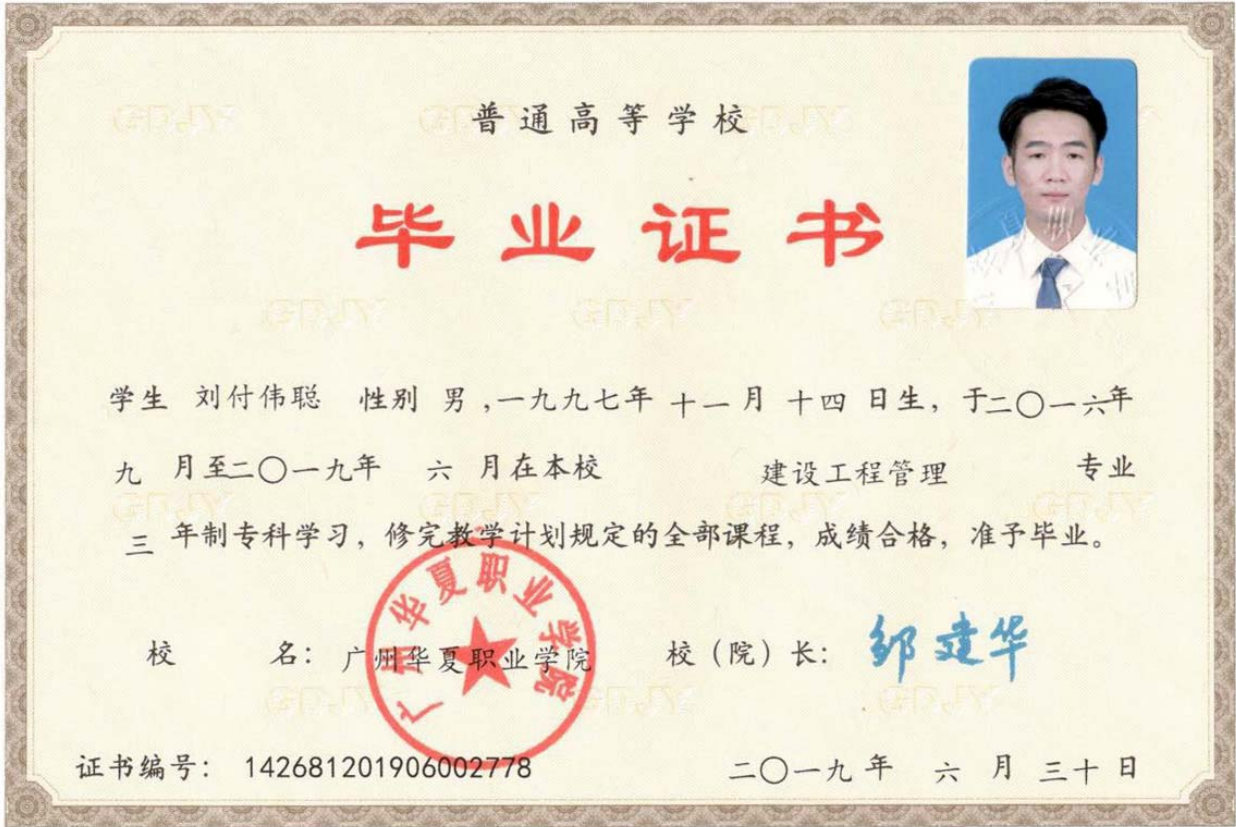 普通高等学校
毕业证书
学生 刘付伟聪 性别 男,一九九七年 十一月 十四 日生,于二〇一六年
九 月至二〇一九年 六 月在本校 建设工程管理 专业
三 年制专科学习,修完教学计划规定的全部课程,成绩合格,准予毕业。
校 名: 广州华夏职业学院 校(院)长: 邹建华
广州华夏职业学院
证书编号: 142681201906002778 二〇一九年 六 月 三十 日